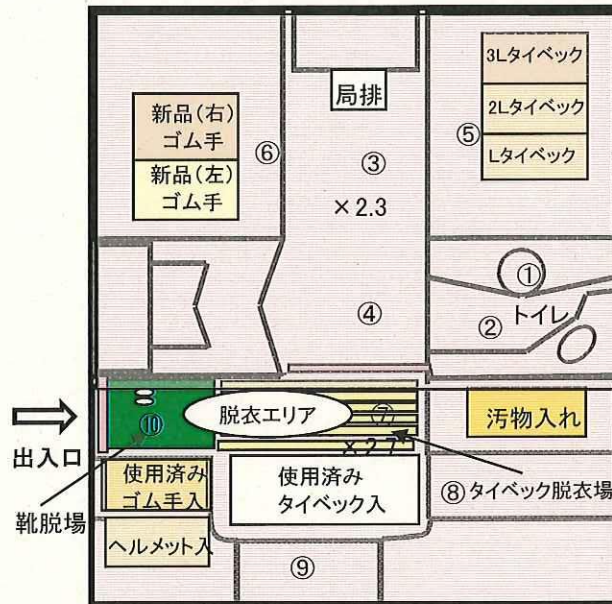 3Lタイベック
2Lタイベック
Lタイベック
⑤
局排
③
×2.3
新品(右)
ゴム手
⑥
新品(左)
ゴム手
①
④
②
トイレ
⑩
脱衣エリア
⑦
×2.7
汚物入れ
出入口
靴脱場
使用済み
ゴム手入
使用済み
タイベック入
⑧タイベック脱衣場
ヘルメット入
⑨